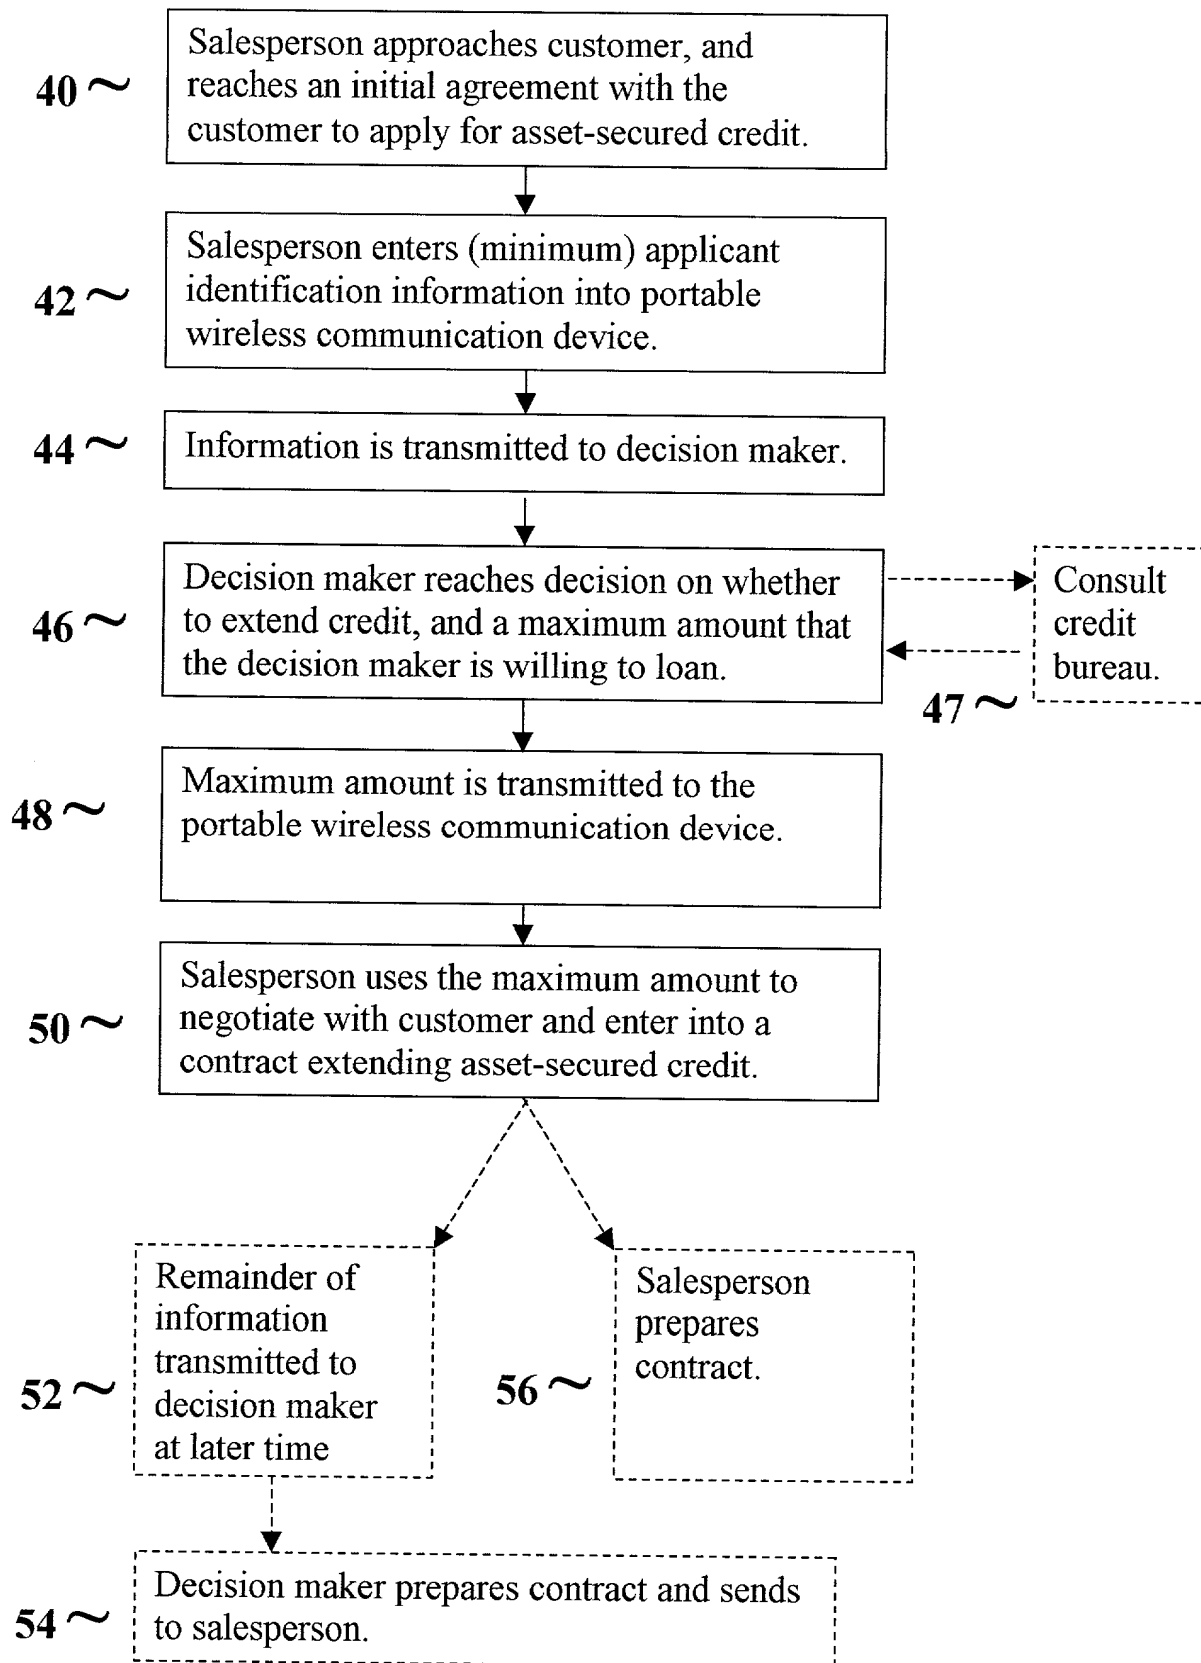 Salesperson approaches customer, and
reaches an initial agreement with the
customer to apply for asset-secured credit.
40 ~
Salesperson enters (minimum) applicant
identification information into portable
wireless communication device.
42 ~
44 ~
Information is transmitted to decision maker.
Decision maker reaches decision on whether
to extend credit, and a maximum amount that
the decision maker is willing to loan.
46 ~
Consult
credit
bureau.
47 ~
Maximum amount is transmitted to the
portable wireless communication device.
48 ~
Salesperson uses the maximum amount to
negotiate with customer and enter into a
contract extending asset-secured credit.
50 ~
Remainder of
information
transmitted to
decision maker
at later time
52 ~
Salesperson
prepares
contract.
56 ~
Decision maker prepares contract and sends
to salesperson.
54 ~